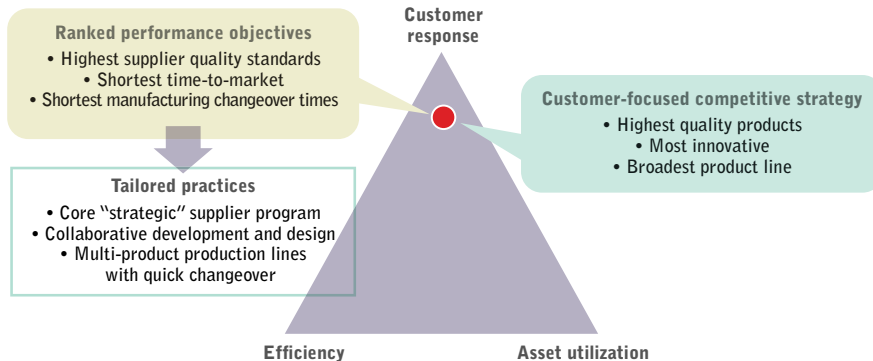 Customer
response
Ranked performance objectives
• Highest supplier quality standards
• Shortest time-to-market
• Shortest manufacturing changeover times
Customer-focused competitive strategy
• Highest quality products
• Most innovative
• Broadest product line
Tailored practices
• Core “strategic” supplier program
• Collaborative development and design
• Multi-product production lines
with quick changeover
Efficiency
Asset utilization